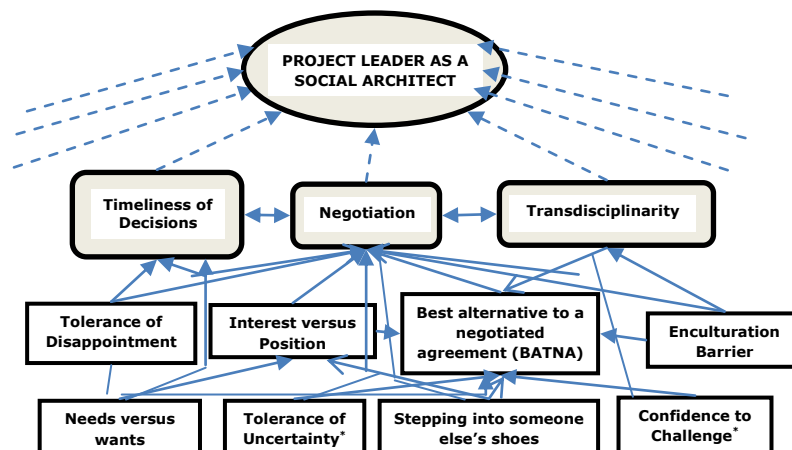 PROJECT LEADER AS A
SOCIAL ARCHITECT
Timeliness of
Decisions
Negotiation
Transdisciplinarity
Tolerance of
Disappointment
Interest versus
Position
Best alternative to a
negotiated
agreement (BATNA)
Enculturation
Barrier
Needs versus
wants
Tolerance of
Uncertainty*
Stepping into someone
else’s shoes
Confidence to
Challenge*